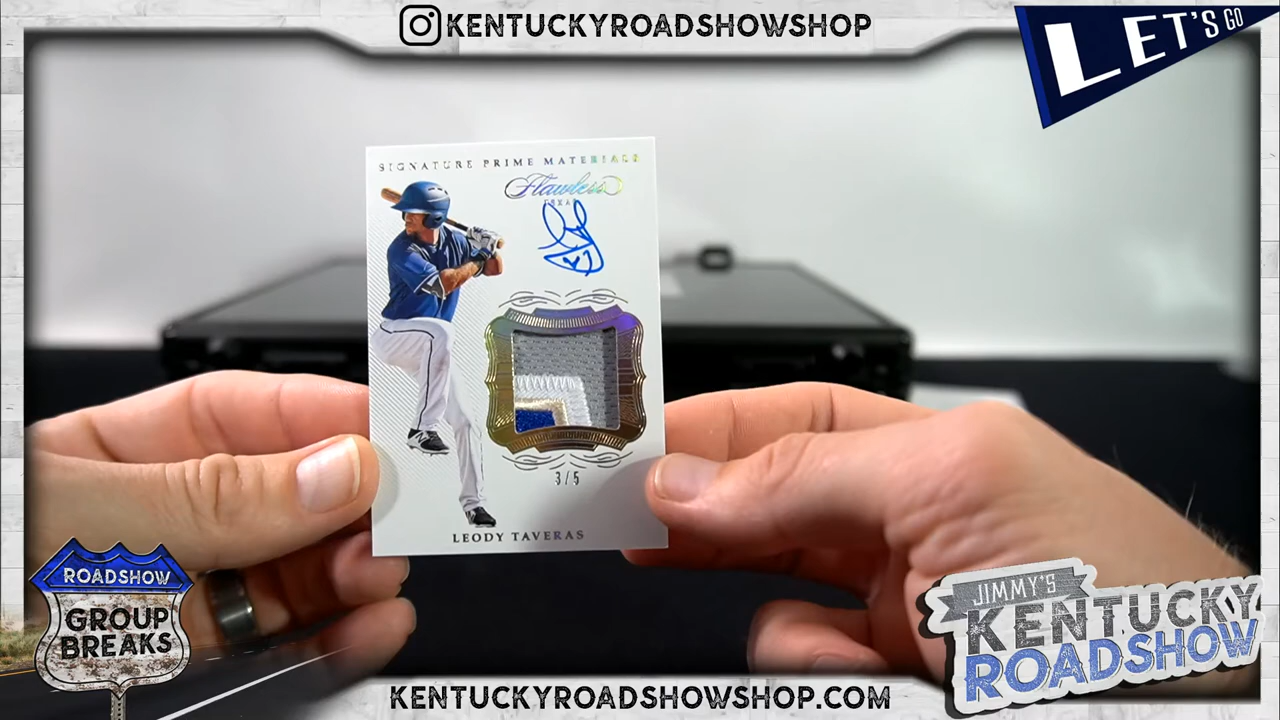 KENTUCKYROADSHOWSHOP
LET'S GO
SIGNATURE PRIME MATERIALS
Flawless
TEXAS
3/5
LEODY TAVERAS
ROADSHOW
GROUP
BREAKS
JIMMY'S
KENTUCKY
ROADSHOW
KENTUCKYROADSHOWSHOP.COM